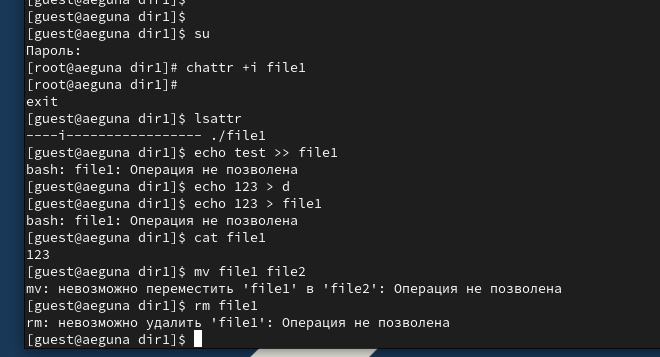 [guest@aeguna dir1]$
[guest@aeguna dir1]$
[guest@aeguna dir1]$ su
Пароль:
[root@aeguna dir1]# chattr +i file1
[root@aeguna dir1]#
exit
[guest@aeguna dir1]$ lsattr
----i----------------- ./file1
[guest@aeguna dir1]$ echo test >> file1
bash: file1: Операция не позволена
[guest@aeguna dir1]$ echo 123 > d
[guest@aeguna dir1]$ echo 123 > file1
bash: file1: Операция не позволена
[guest@aeguna dir1]$ cat file1
123
[guest@aeguna dir1]$ mv file1 file2
mv: невозможно переместить 'file1' в 'file2': Операция не позволена
[guest@aeguna dir1]$ rm file1
rm: невозможно удалить 'file1': Операция не позволена
[guest@aeguna dir1]$